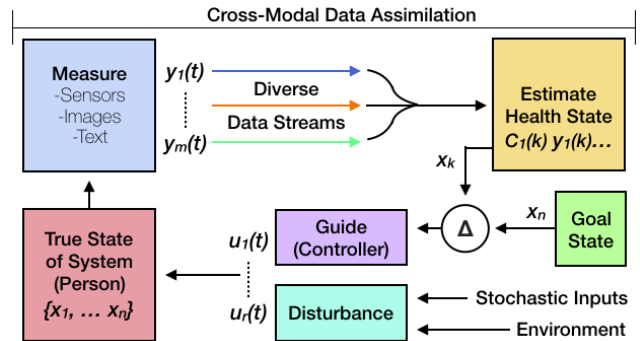 Cross-Modal Data Assimilation
Measure
-Sensors
-Images
-Text
y1(t)
ym(t)
Diverse
Data Streams
Estimate
Health State
C1(k) y1(k)...
xk
Δ
xn
Goal
State
Guide
(Controller)
u1(t)
ur(t)
True State
of System
(Person)
{x1, ... xn}
Disturbance
Stochastic Inputs
Environment